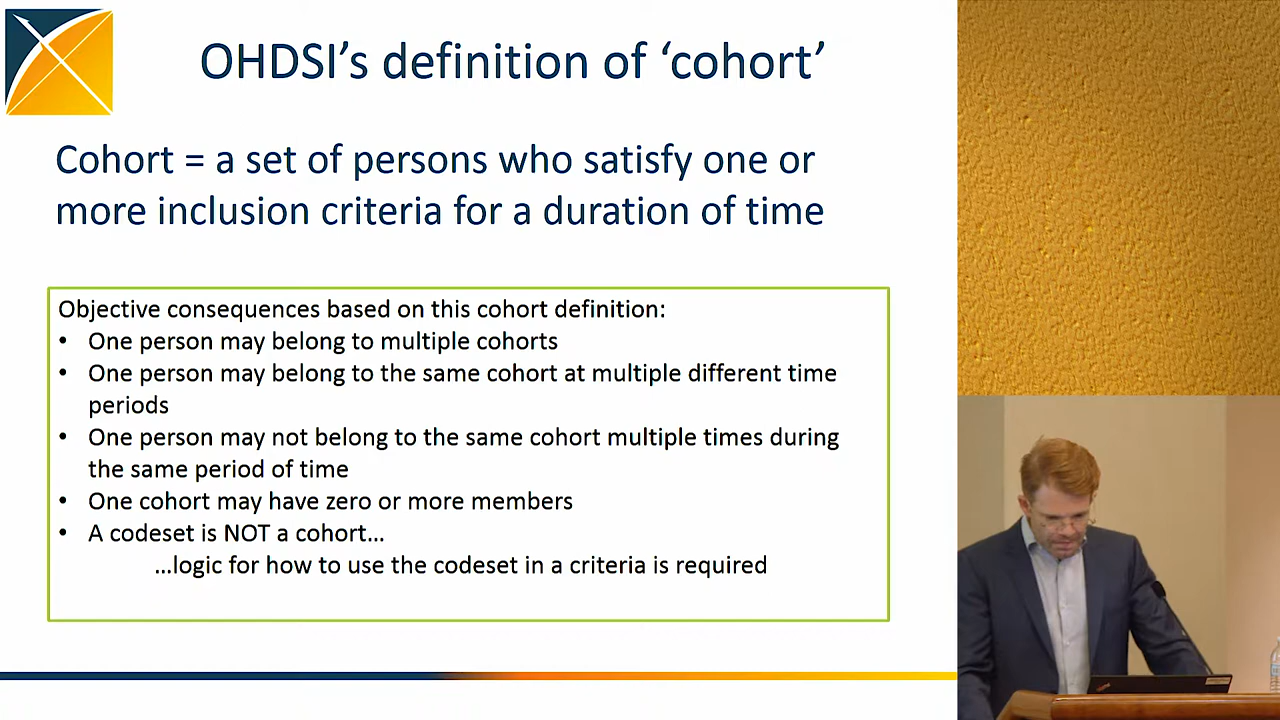 OHDSI’s definition of ‘cohort’
Cohort = a set of persons who satisfy one or
more inclusion criteria for a duration of time
Objective consequences based on this cohort definition:
• One person may belong to multiple cohorts
• One person may belong to the same cohort at multiple different time
periods
• One person may not belong to the same cohort multiple times during
the same period of time
• One cohort may have zero or more members
• A codeset is NOT a cohort…
…logic for how to use the codeset in a criteria is required